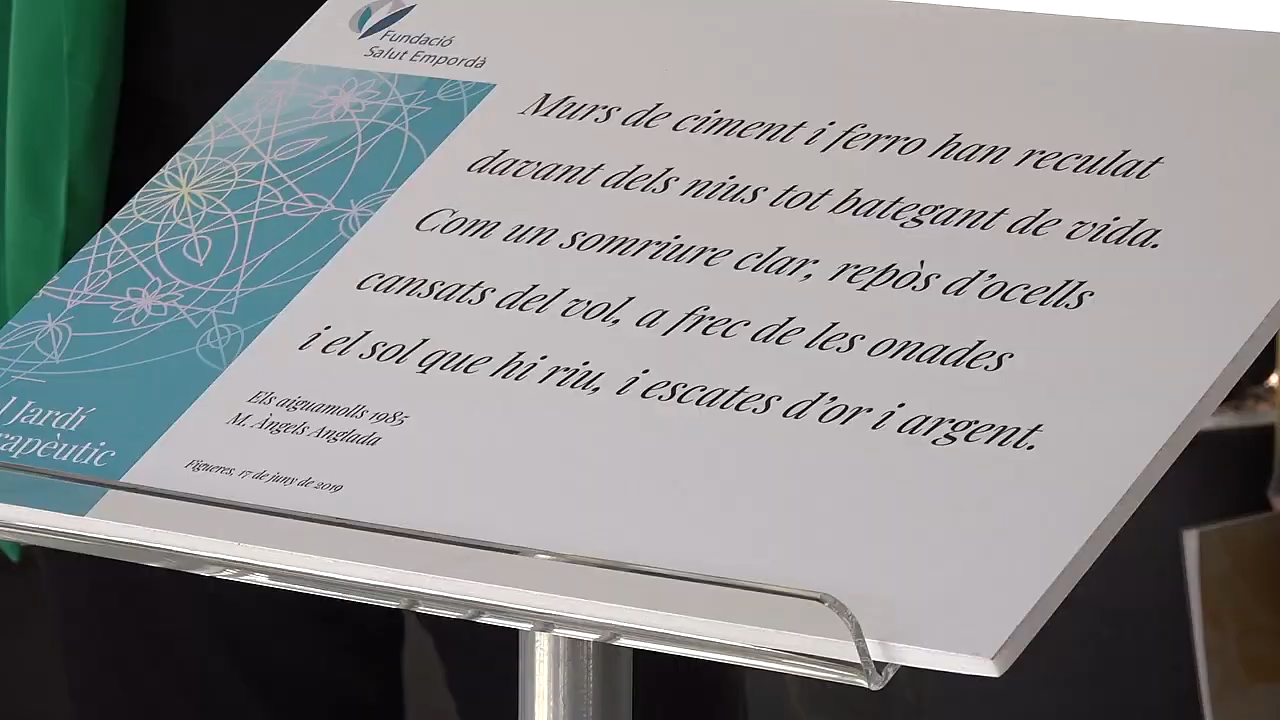 Fundació
Salut Empordà
Murs de ciment i ferro han reculat
davant dels nius tot bategant de vida.
Com un somriure clar, repòs d'ocells
cansats del vol, a frec de les onades
i el sol que hi riu, i escates d'or i argent.
Els aiguamolls 1985
M. Àngels Anglada
Figueres, 17 de juny de 2019
l Jardí
rapèutic